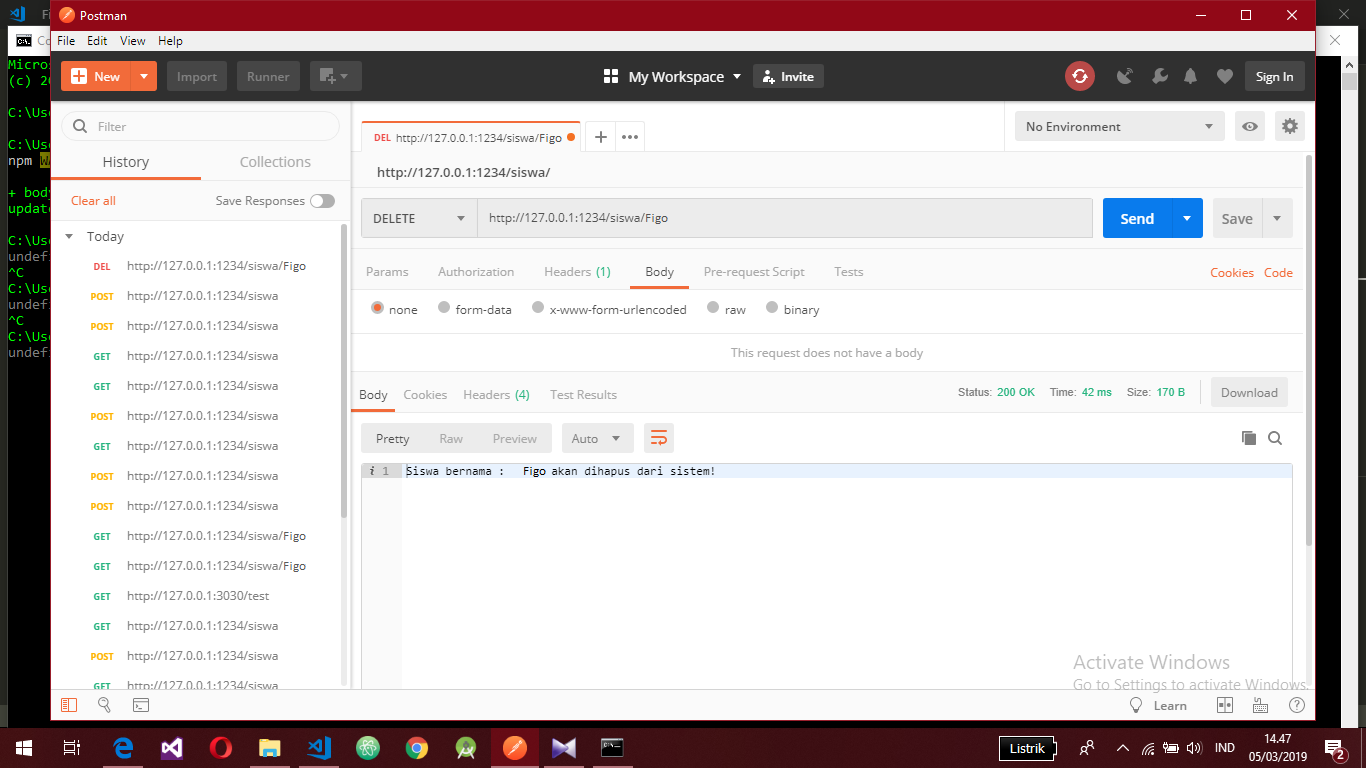 Postman
File Edit View Help
New Import Runner My Workspace Invite Sign In
Micros
(c) 20
C:\Use
C:\Use
npm
+ body
update
C:\Use
undef
^C
C:\Use
undef
^C
C:\Use
undef
Filter
History Collections
Clear all Save Responses
Today
DEL http://127.0.0.1:1234/siswa/Figo
POST http://127.0.0.1:1234/siswa
POST http://127.0.0.1:1234/siswa
GET http://127.0.0.1:1234/siswa
GET http://127.0.0.1:1234/siswa
POST http://127.0.0.1:1234/siswa
GET http://127.0.0.1:1234/siswa
POST http://127.0.0.1:1234/siswa
POST http://127.0.0.1:1234/siswa
GET http://127.0.0.1:1234/siswa/Figo
GET http://127.0.0.1:1234/siswa/Figo
GET http://127.0.0.1:3030/test
GET http://127.0.0.1:1234/siswa
POST http://127.0.0.1:1234/siswa
GET http://127.0.0.1:1234/siswa
DEL http://127.0.0.1:1234/siswa/Figo
No Environment
http://127.0.0.1:1234/siswa/
DELETE http://127.0.0.1:1234/siswa/Figo Send Save
Params Authorization Headers (1) Body Pre-request Script Tests Cookies Code
none form-data x-www-form-urlencoded raw binary
This request does not have a body
Body Cookies Headers (4) Test Results Status: 200 OK Time: 42 ms Size: 170 B Download
Pretty Raw Preview Auto
i 1 Siswa bernama : Figo akan dihapus dari sistem!
Activate Windows
Go to Settings to activate Windows.
Learn
Listrik IND 14.47
05/03/2019
2